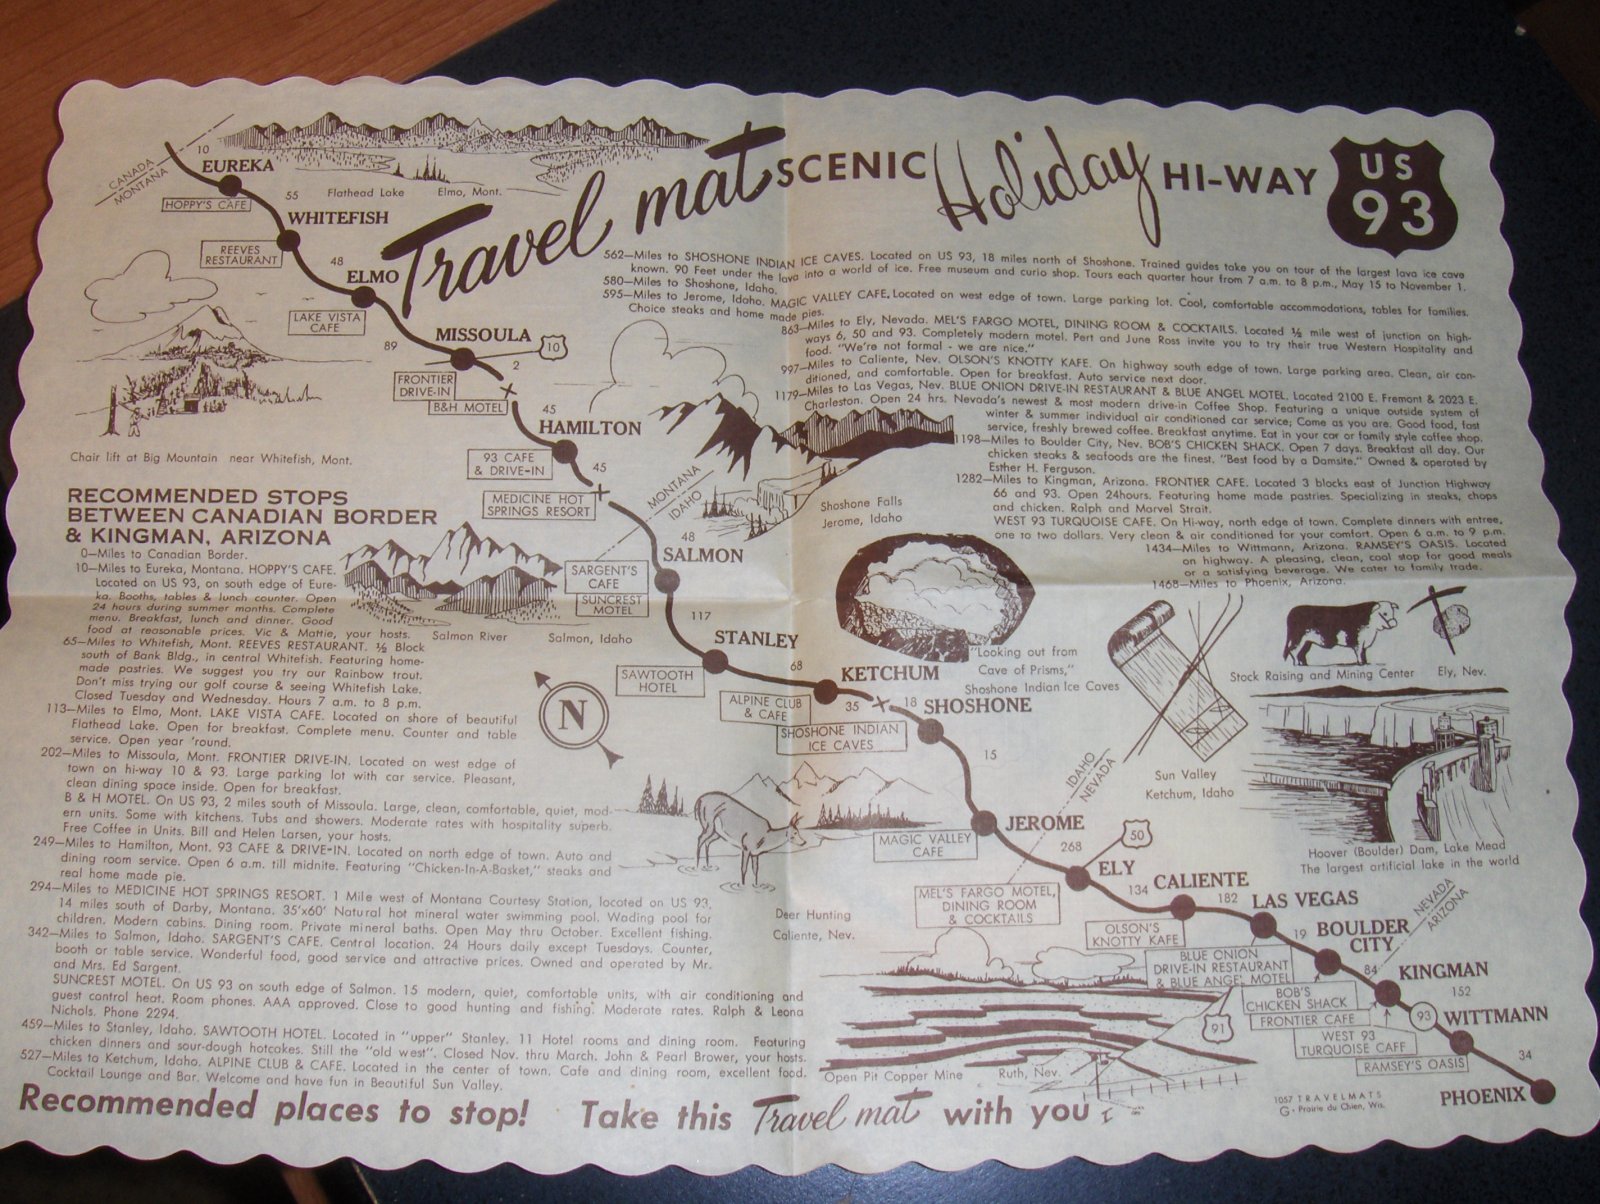 Travel mat SCENIC Holiday HI-WAY
US
93
CANADA
MONTANA
10
EUREKA
HOPPY'S CAFE
55
WHITEFISH
REEVES
RESTAURANT
48
ELMO
LAKE VISTA
CAFE
89
MISSOULA
10
2
FRONTIER
DRIVE-IN
B&H MOTEL
45
HAMILTON
93 CAFE
& DRIVE-IN
45
MEDICINE HOT
SPRINGS RESORT
MONTANA
IDAHO
48
SALMON
SARGENT'S
CAFE
SUNCREST
MOTEL
117
STANLEY
SAWTOOTH
HOTEL
68
KETCHUM
ALPINE CLUB
& CAFE
35
18
SHOSHONE
SHOSHONE INDIAN
ICE CAVES
15
IDAHO
NEVADA
JEROME
MAGIC VALLEY
CAFE
268
50
ELY
MEL'S FARGO MOTEL,
DINING ROOM
& COCKTAILS
134
CALIENTE
OLSON'S
KNOTTY KAFE
182
LAS VEGAS
BLUE ONION
DRIVE-IN RESTAURANT
& BLUE ANGEL MOTEL
19
BOULDER
CITY
BOB'S
CHICKEN SHACK
NEVADA
ARIZONA
84
KINGMAN
FRONTIER CAFE
WEST 93
TURQUOISE CAFF
91
152
93
WITTMANN
RAMSEY'S OASIS
34
PHOENIX
Flathead Lake Elmo, Mont.
Chair lift at Big Mountain near Whitefish, Mont.
Salmon River Salmon, Idaho
N
Shoshone Falls
Jerome, Idaho
"Looking out from
Cave of Prisms,"
Shoshone Indian Ice Caves
Sun Valley
Ketchum, Idaho
Stock Raising and Mining Center Ely, Nev.
Hoover (Boulder) Dam, Lake Mead
The largest artificial lake in the world
Deer Hunting
Caliente, Nev.
Open Pit Copper Mine Ruth, Nev.
RECOMMENDED STOPS
BETWEEN CANADIAN BORDER
& KINGMAN, ARIZONA
0—Miles to Canadian Border.
10—Miles to Eureka, Montana. HOPPY'S CAFE.
Located on US 93, on south edge of Eure-
ka. Booths, tables & lunch counter. Open
24 hours during summer months. Complete
menu. Breakfast, lunch and dinner. Good
food at reasonable prices. Vic & Mattie, your hosts.
65—Miles to Whitefish, Mont. REEVES RESTAURANT. ½ Block
south of Bank Bldg., in central Whitefish. Featuring home-
made pastries. We suggest you try our Rainbow trout.
Don't miss trying our golf course & seeing Whitefish Lake.
Closed Tuesday and Wednesday. Hours 7 a.m. to 8 p.m.
113—Miles to Elmo, Mont. LAKE VISTA CAFE. Located on shore of beautiful
Flathead Lake. Open for breakfast. Complete menu. Counter and table
service. Open year 'round.
202—Miles to Missoula, Mont. FRONTIER DRIVE-IN. Located on west edge of
town on hi-way 10 & 93. Large parking lot with car service. Pleasant,
clean dining space inside. Open for breakfast.
B & H MOTEL. On US 93, 2 miles south of Missoula. Large, clean, comfortable, quiet, mod-
ern units. Some with kitchens. Tubs and showers. Moderate rates with hospitality superb.
Free Coffee in Units. Bill and Helen Larsen, your hosts.
249—Miles to Hamilton, Mont. 93 CAFE & DRIVE-IN. Located on north edge of town. Auto and
dining room service. Open 6 a.m. till midnite. Featuring "Chicken-In-A-Basket," steaks and
real home made pie.
294—Miles to MEDICINE HOT SPRINGS RESORT. 1 Mile west of Montana Courtesy Station, located on US 93,
14 miles south of Darby, Montana. 35'x60' Natural hot mineral water swimming pool. Wading pool for
children. Modern cabins. Dining room. Private mineral baths. Open May thru October. Excellent fishing.
342—Miles to Salmon, Idaho. SARGENT'S CAFE. Central location. 24 Hours daily except Tuesdays. Counter,
booth or table service. Wonderful food, good service and attractive prices. Owned and operated by Mr.
and Mrs. Ed Sargent.
SUNCREST MOTEL. On US 93 on south edge of Salmon. 15 modern, quiet, comfortable units, with air conditioning and
guest control heat. Room phones. AAA approved. Close to good hunting and fishing. Moderate rates. Ralph & Leona
Nichols. Phone 2294.
459—Miles to Stanley, Idaho. SAWTOOTH HOTEL. Located in "upper" Stanley. 11 Hotel rooms and dining room. Featuring
chicken dinners and sour-dough hotcakes. Still the "old west". Closed Nov. thru March. John & Pearl Brower, your hosts.
527—Miles to Ketchum, Idaho. ALPINE CLUB & CAFE. Located in the center of town. Cafe and dining room, excellent food.
Cocktail Lounge and Bar. Welcome and have fun in Beautiful Sun Valley.
562—Miles to SHOSHONE INDIAN ICE CAVES. Located on US 93, 18 miles north of Shoshone. Trained guides take you on tour of the largest lava ice cave
known. 90 Feet under the lava into a world of ice. Free museum and curio shop. Tours each quarter hour from 7 a.m. to 8 p.m., May 15 to November 1.
580—Miles to Shoshone, Idaho.
595—Miles to Jerome, Idaho. MAGIC VALLEY CAFE. Located on west edge of town. Large parking lot. Cool, comfortable accommodations, tables for families.
Choice steaks and home made pies.
863—Miles to Ely, Nevada. MEL'S FARGO MOTEL, DINING ROOM & COCKTAILS. Located ½ mile west of junction on high-
ways 6, 50 and 93. Completely modern motel. Pert and June Ross invite you to try their true Western Hospitality and
food. "We're not formal - we are nice."
997—Miles to Caliente, Nev. OLSON'S KNOTTY KAFE. On highway south edge of town. Large parking area. Clean, air con-
ditioned, and comfortable. Open for breakfast. Auto service next door.
1179—Miles to Las Vegas, Nev. BLUE ONION DRIVE-IN RESTAURANT & BLUE ANGEL MOTEL. Located 2100 E. Fremont & 2023 E.
Charleston. Open 24 hrs. Nevada's newest & most modern drive-in Coffee Shop. Featuring a unique outside system of
winter & summer individual air conditioned car service; Come as you are. Good food, fast
service, freshly brewed coffee. Breakfast anytime. Eat in your car or family style coffee shop.
1198—Miles to Boulder City, Nev. BOB'S CHICKEN SHACK. Open 7 days. Breakfast all day. Our
chicken steaks & seafoods are the finest. "Best food by a Damsite." Owned & operated by
Esther H. Ferguson.
1282—Miles to Kingman, Arizona. FRONTIER CAFE. Located 3 blocks east of Junction Highway
66 and 93. Open 24hours. Featuring home made pastries. Specializing in steaks, chops
and chicken. Ralph and Marvel Strait.
WEST 93 TURQUOISE CAFE. On Hi-way, north edge of town. Complete dinners with entree,
one to two dollars. Very clean & air conditioned for your comfort. Open 6 a.m. to 9 p.m.
1434—Miles to Wittmann, Arizona. RAMSEY'S OASIS. Located
on highway. A pleasing, clean, cool stop for good meals
or a satisfying beverage. We cater to family trade.
1468—Miles to Phoenix, Arizona.
Recommended places to stop! Take this Travel mat with you
1057 TRAVELMATS
G - Prairie du Chien, Wis.